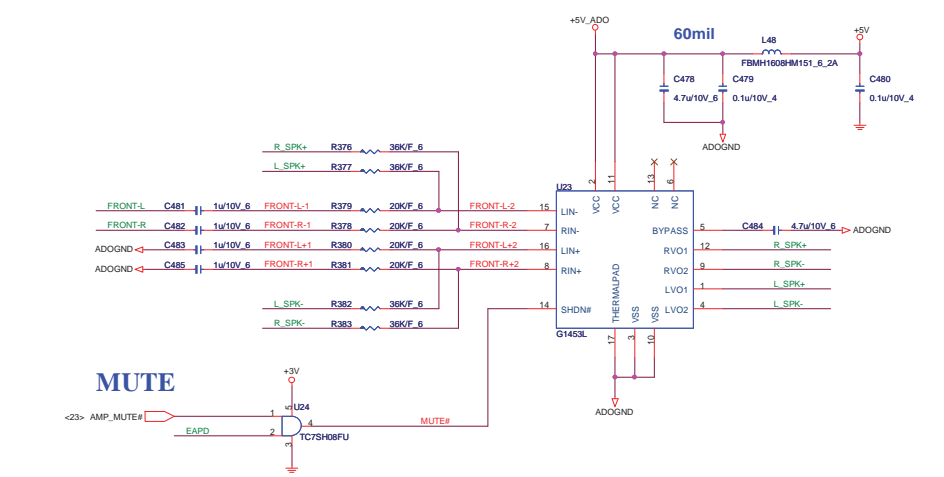 +5V_ADO
60mil
+5V
L48
FBMH1608HM151_6_2A
C478
4.7u/10V_6
C479
0.1u/10V_4
C480
0.1u/10V_4
ADOGND
R_SPK+ R376 36K/F_6
L_SPK+ R377 36K/F_6
U23
2 VCC
11 VCC
13 NC
6 NC
FRONT-L C481 1u/10V_6 FRONT-L-1 R379 20K/F_6 FRONT-L-2 15 LIN-
FRONT-R C482 1u/10V_6 FRONT-R-1 R378 20K/F_6 FRONT-R-2 7 RIN-
ADOGND C483 1u/10V_6 FRONT-L+1 R380 20K/F_6 FRONT-L+2 16 LIN+
ADOGND C485 1u/10V_6 FRONT-R+1 R381 20K/F_6 FRONT-R+2 8 RIN+
BYPASS 5 C484 4.7u/10V_6 ADOGND
RVO1 12 R_SPK+
RVO2 9 R_SPK-
LVO1 1 L_SPK+
LVO2 4 L_SPK-
L_SPK- R382 36K/F_6
R_SPK- R383 36K/F_6
14 SHDN#
THERMALPAD 17
VSS 3
VSS 10
G1453L
ADOGND
MUTE
+3V
U24
5
<23> AMP_MUTE# 1
EAPD 2
4 MUTE#
3
TC7SH08FU